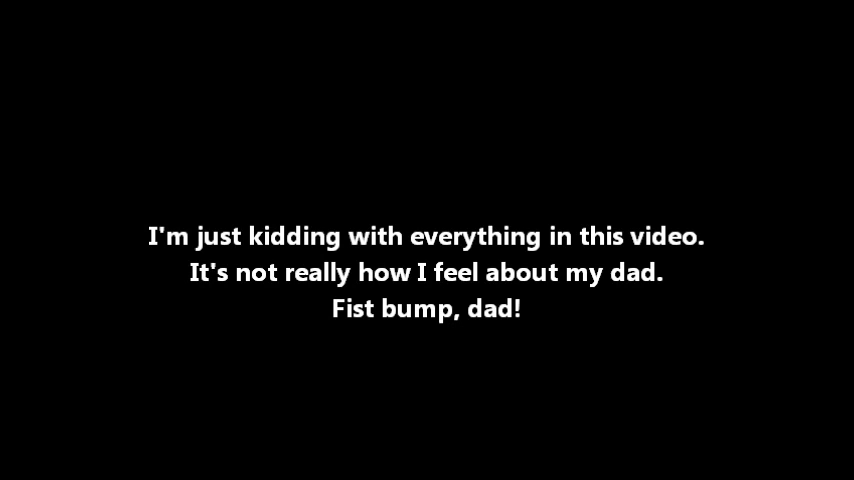 I'm just kidding with everything in this video.
It's not really how I feel about my dad.
Fist bump, dad!